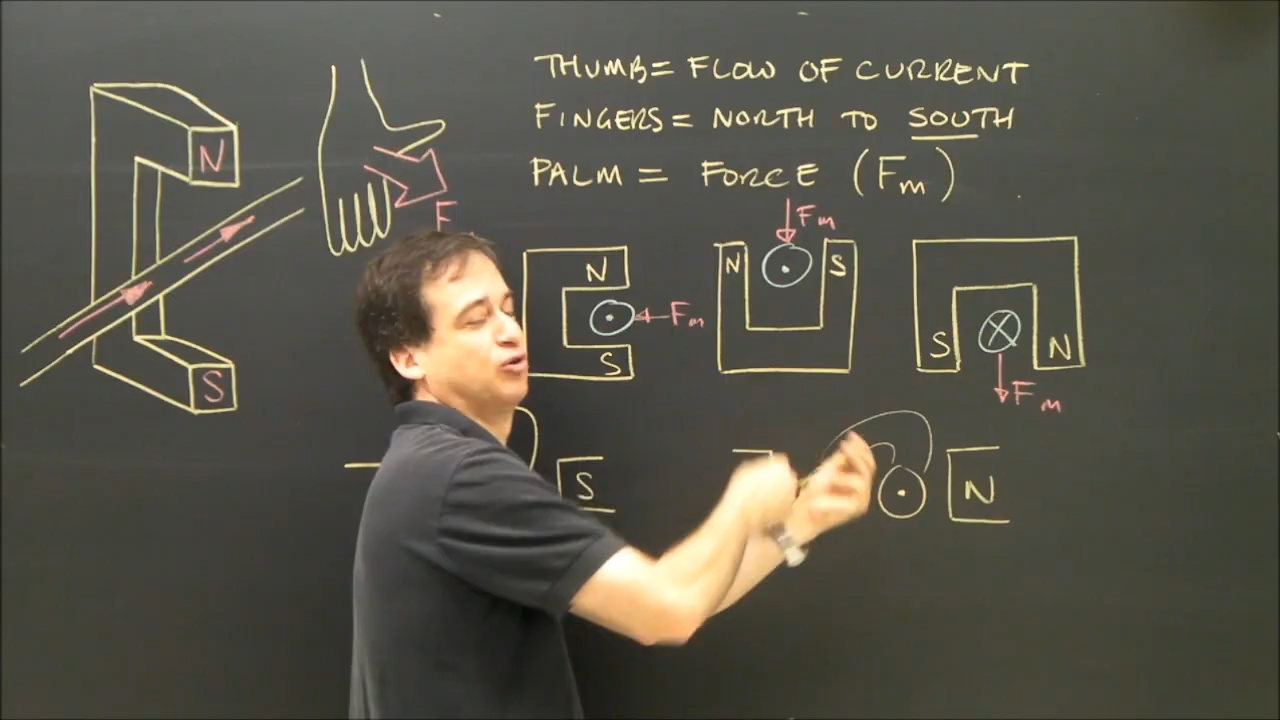 THUMB = FLOW OF CURRENT
FINGERS = NORTH TO SOUTH
PALM = FORCE (Fm)
N
S
F
N
S
Fm
N
S
Fm
S
N
Fm
S
N